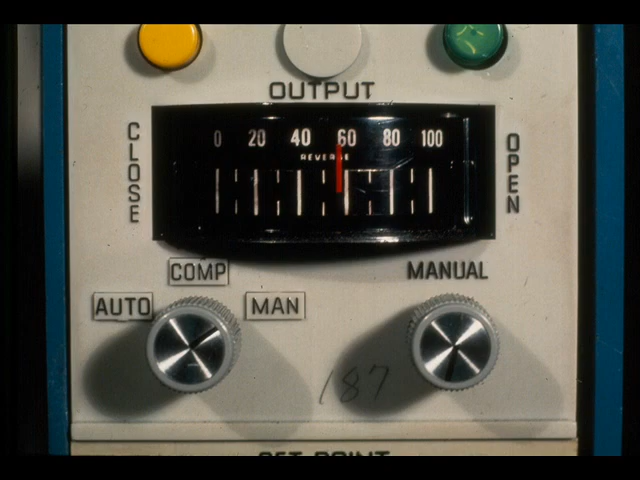 OUTPUT
CLOSE
0 20 40 60 80 100
REVERSE
OPEN
COMP
MANUAL
AUTO
MAN
187
SET POINT